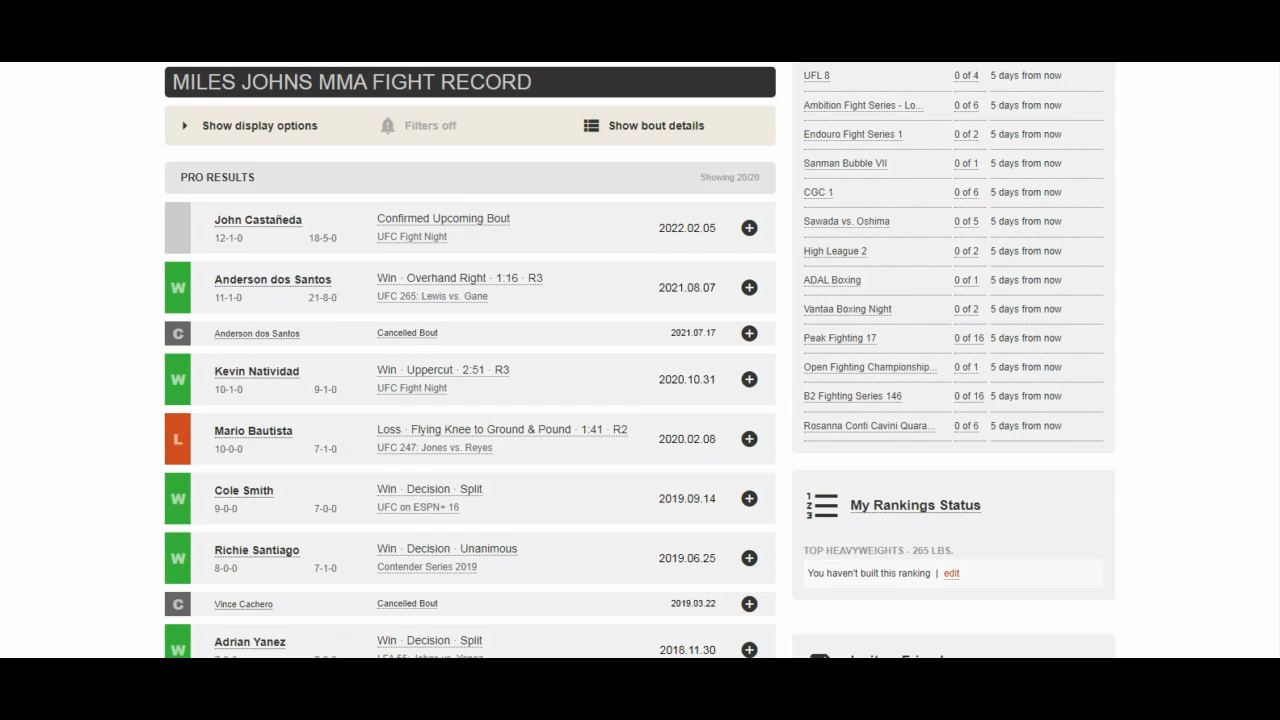 MILES JOHNS MMA FIGHT RECORD
Show display options Filters off Show bout details
PRO RESULTS Showing 20/20
John Castañeda Confirmed Upcoming Bout 2022.02.05
12-1-0 18-5-0 UFC Fight Night
W Anderson dos Santos Win · Overhand Right · 1:16 · R3 2021.08.07
11-1-0 21-8-0 UFC 265: Lewis vs. Gane
C Anderson dos Santos Cancelled Bout 2021.07.17
W Kevin Natividad Win · Uppercut · 2:51 · R3 2020.10.31
10-1-0 9-1-0 UFC Fight Night
L Mario Bautista Loss · Flying Knee to Ground & Pound · 1:41 · R2 2020.02.08
10-0-0 7-1-0 UFC 247: Jones vs. Reyes
W Cole Smith Win · Decision · Split 2019.09.14
9-0-0 7-0-0 UFC on ESPN+ 16
W Richie Santiago Win · Decision · Unanimous 2019.06.25
8-0-0 7-1-0 Contender Series 2019
C Vince Cachero Cancelled Bout 2019.03.22
W Adrian Yanez Win · Decision · Split 2018.11.30
UFL 8 0 of 4 5 days from now
Ambition Fight Series - Lo... 0 of 6 5 days from now
Endouro Fight Series 1 0 of 2 5 days from now
Sanman Bubble VII 0 of 1 5 days from now
CGC 1 0 of 6 5 days from now
Sawada vs. Oshima 0 of 5 5 days from now
High League 2 0 of 2 5 days from now
ADAL Boxing 0 of 1 5 days from now
Vantaa Boxing Night 0 of 2 5 days from now
Peak Fighting 17 0 of 16 5 days from now
Open Fighting Championship... 0 of 1 5 days from now
B2 Fighting Series 146 0 of 16 5 days from now
Rosanna Conti Cavini Quara... 0 of 6 5 days from now
1 2 3 My Rankings Status
TOP HEAVYWEIGHTS - 265 LBS.
You haven't built this ranking | edit